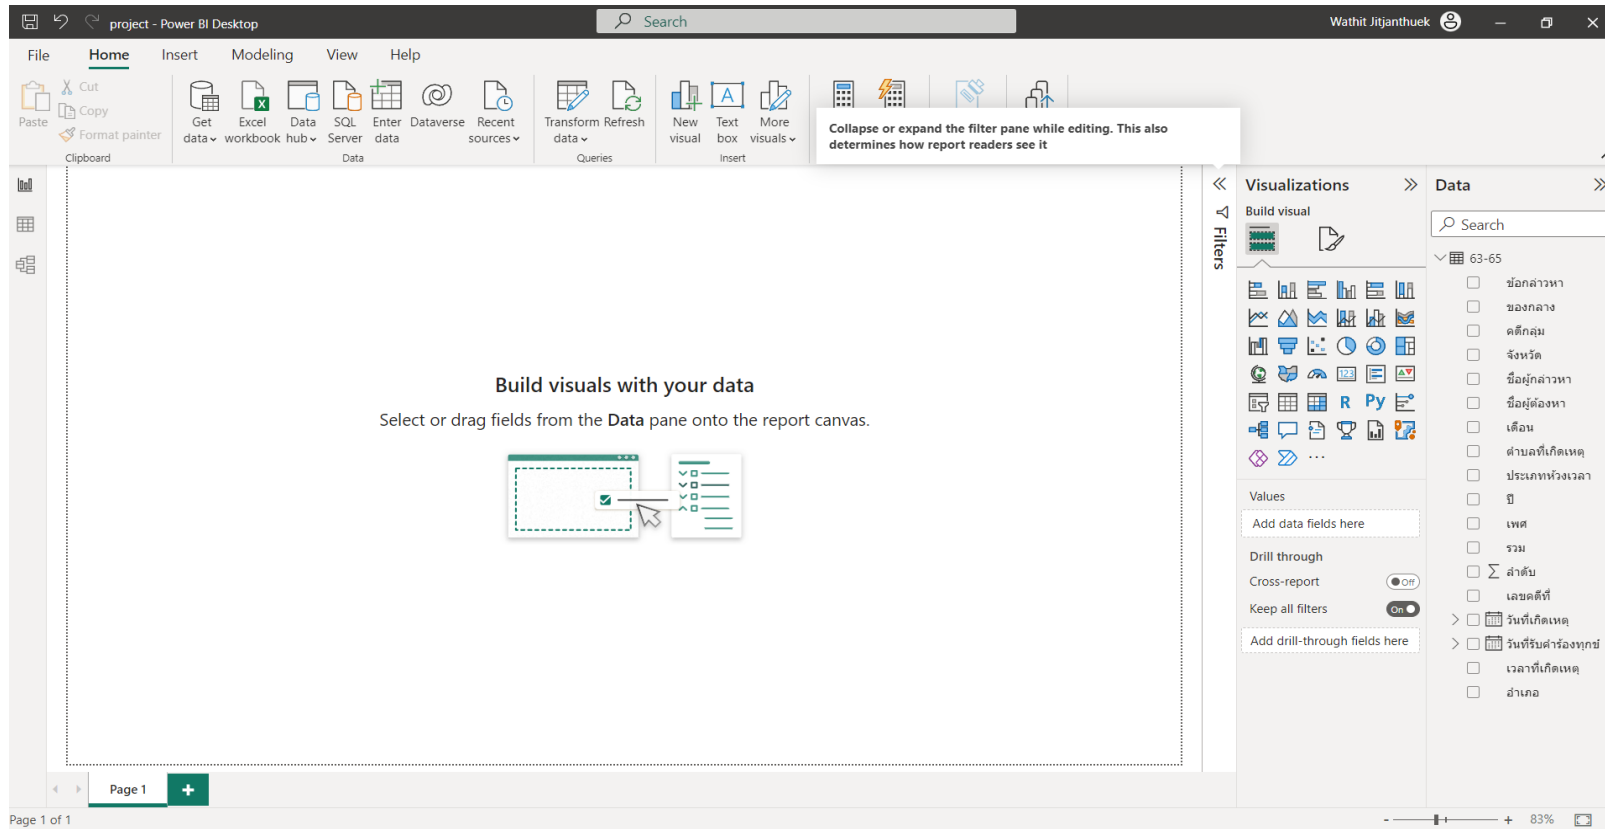 project - Power BI Desktop
Search
Wathit Jitjanthuek
File Home Insert Modeling View Help
Paste
Cut
Copy
Format painter
Clipboard
Get data
Excel workbook
Data hub
SQL Server
Enter data
Dataverse
Recent sources
Data
Transform data
Refresh
Queries
New visual
Text box
More visuals
Insert
Collapse or expand the filter pane while editing. This also
determines how report readers see it
Filters
Visualizations
Build visual
123
R
Py
Values
Add data fields here
Drill through
Cross-report
Off
Keep all filters
On
Add drill-through fields here
Data
Search
63-65
ข้อกล่าวหา
ของกลาง
คดีกลุ่ม
จังหวัด
ชื่อผู้กล่าวหา
ชื่อผู้ต้องหา
เดือน
ตำบลที่เกิดเหตุ
ประเภทห้วงเวลา
ปี
เพศ
รวม
ลำดับ
เลขคดีที่
วันที่เกิดเหตุ
วันที่รับคำร้องทุกข์
เวลาที่เกิดเหตุ
อำเภอ
Build visuals with your data
Select or drag fields from the Data pane onto the report canvas.
Page 1
Page 1 of 1
83%